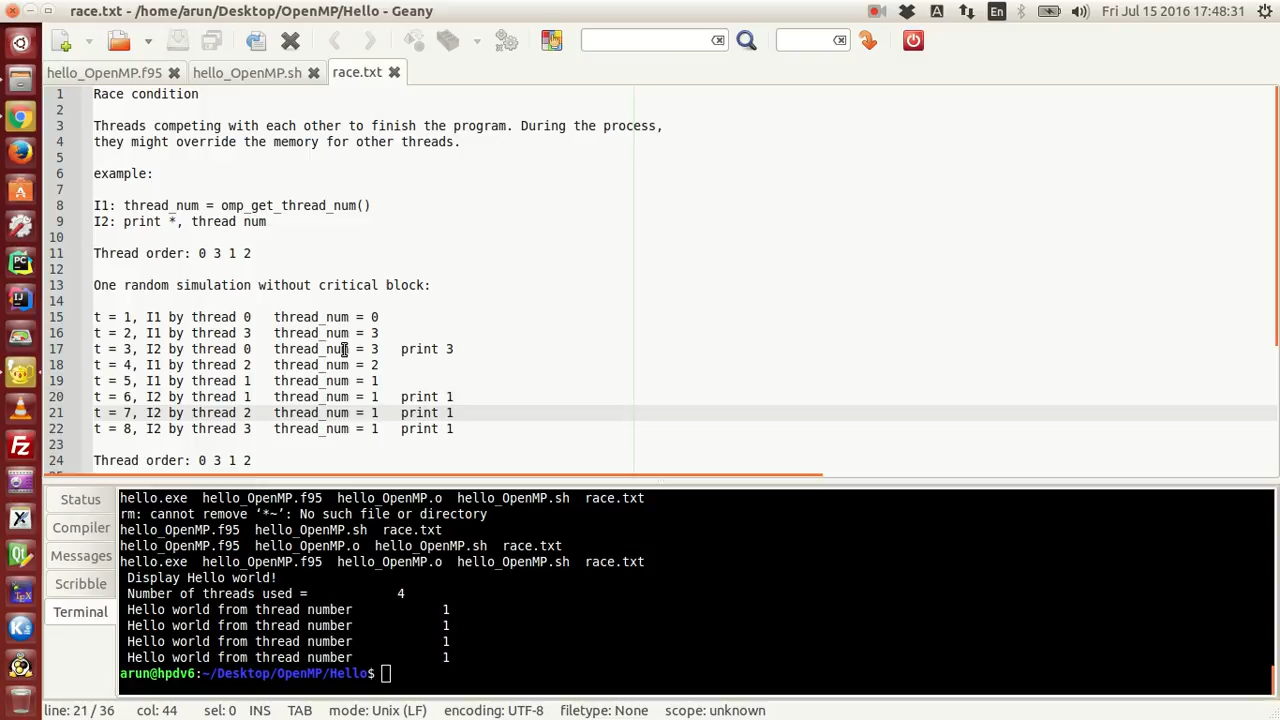 race.txt - /home/arun/Desktop/OpenMP/Hello - Geany
A
En
Fri Jul 15 2016 17:48:31
hello_OpenMP.f95
hello_OpenMP.sh
race.txt
1 Race condition
2
3 Threads competing with each other to finish the program. During the process,
4 they might override the memory for other threads.
5
6 example:
7
8 I1: thread_num = omp_get_thread_num()
9 I2: print *, thread num
10
11 Thread order: 0 3 1 2
12
13 One random simulation without critical block:
14
15 t = 1, I1 by thread 0   thread_num = 0
16 t = 2, I1 by thread 3   thread_num = 3
17 t = 3, I2 by thread 0   thread_num = 3   print 3
18 t = 4, I1 by thread 2   thread_num = 2
19 t = 5, I1 by thread 1   thread_num = 1
20 t = 6, I2 by thread 1   thread_num = 1   print 1
21 t = 7, I2 by thread 2   thread_num = 1   print 1
22 t = 8, I2 by thread 3   thread_num = 1   print 1
23
24 Thread order: 0 3 1 2
Status
Compiler
Messages
Scribble
Terminal
hello.exe  hello_OpenMP.f95  hello_OpenMP.o  hello_OpenMP.sh  race.txt
rm: cannot remove ‘*~’: No such file or directory
hello_OpenMP.f95  hello_OpenMP.sh  race.txt
hello_OpenMP.f95  hello_OpenMP.o  hello_OpenMP.sh  race.txt
hello.exe  hello_OpenMP.f95  hello_OpenMP.o  hello_OpenMP.sh  race.txt
Display Hello world!
Number of threads used =            4
Hello world from thread number            1
Hello world from thread number            1
Hello world from thread number            1
Hello world from thread number            1
arun@hpdv6:~/Desktop/OpenMP/Hello$
line: 21 / 36   col: 44   sel: 0   INS   TAB   mode: Unix (LF)   encoding: UTF-8   filetype: None   scope: unknown